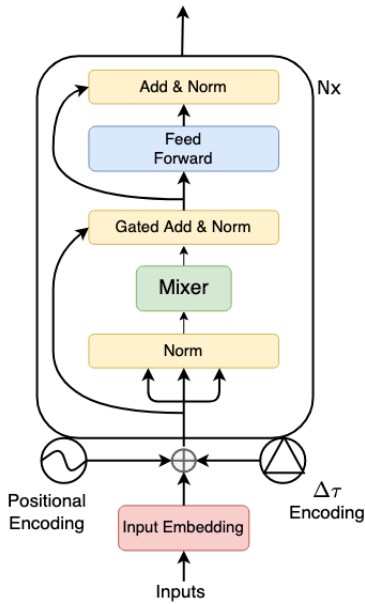 Add & Norm
Nx
Feed
Forward
Gated Add & Norm
Mixer
Norm
Positional
Encoding
Δτ
Encoding
Input Embedding
Inputs